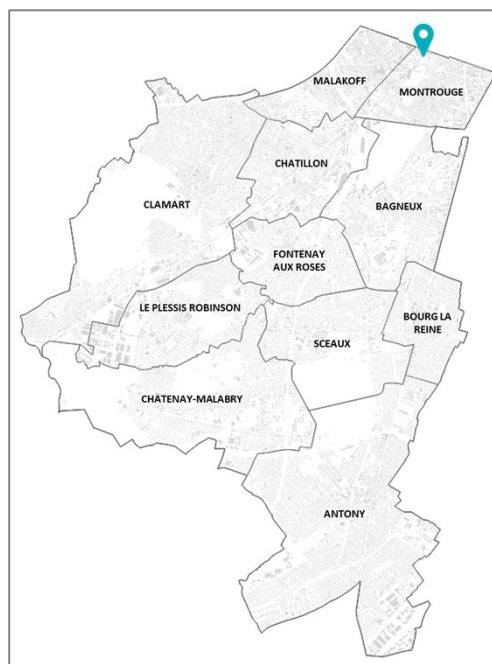 MALAKOFF
MONTROUGE
CHATILLON
CLAMART
BAGNEUX
FONTENAY
AUX ROSES
LE PLESSIS ROBINSON
BOURG LA
REINE
SCEAUX
CHATENAY-MALABRY
ANTONY